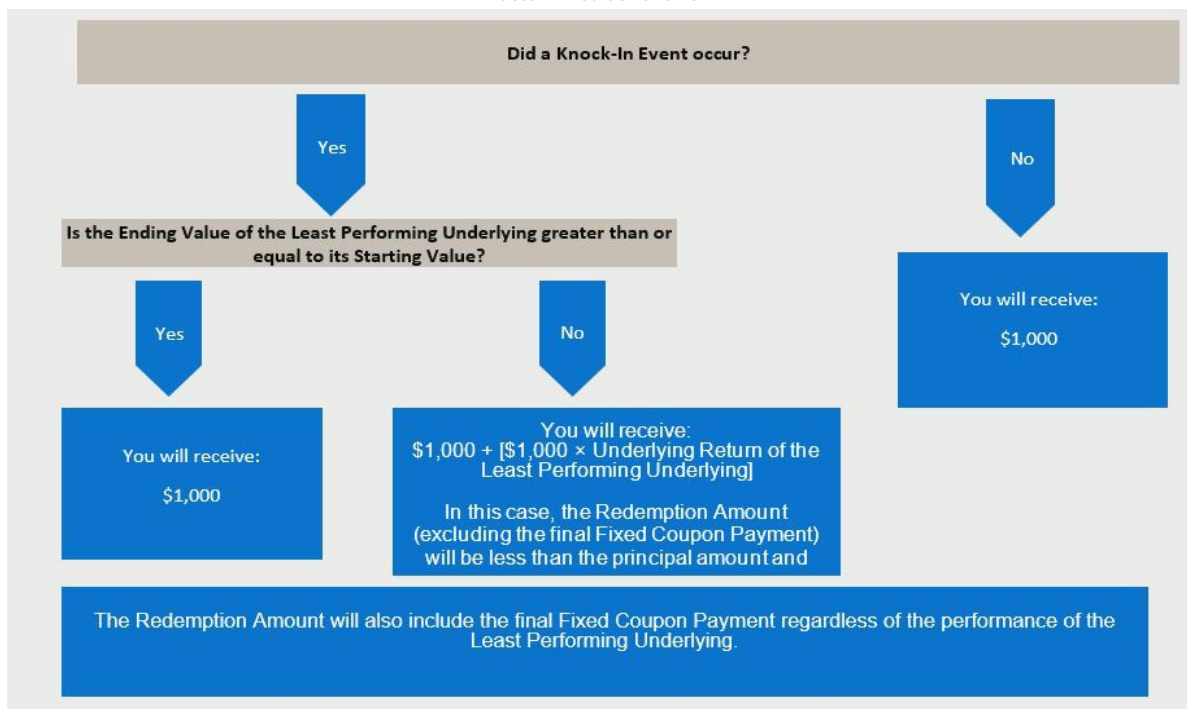 Did a Knock-In Event occur?
Yes
No
Is the Ending Value of the Least Performing Underlying greater than or
equal to its Starting Value?
You will receive:
$1,000
Yes
No
You will receive:
$1,000
You will receive:
$1,000 + [$1,000 × Underlying Return of the
Least Performing Underlying]
In this case, the Redemption Amount
(excluding the final Fixed Coupon Payment)
will be less than the principal amount and
The Redemption Amount will also include the final Fixed Coupon Payment regardless of the performance of the
Least Performing Underlying.